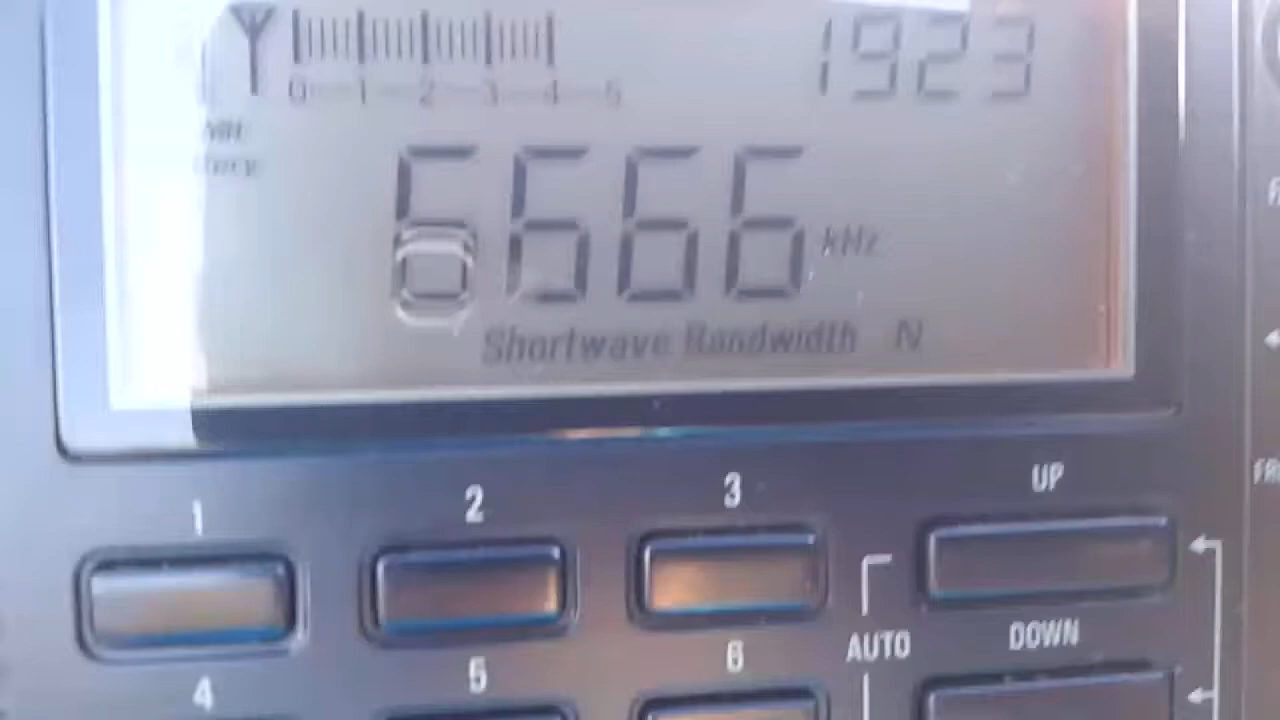 0 1 2 3 4 5
1923
6666 kHz
Shortwave Bandwidth N
1 2 3 UP
AUTO DOWN
4 5 6